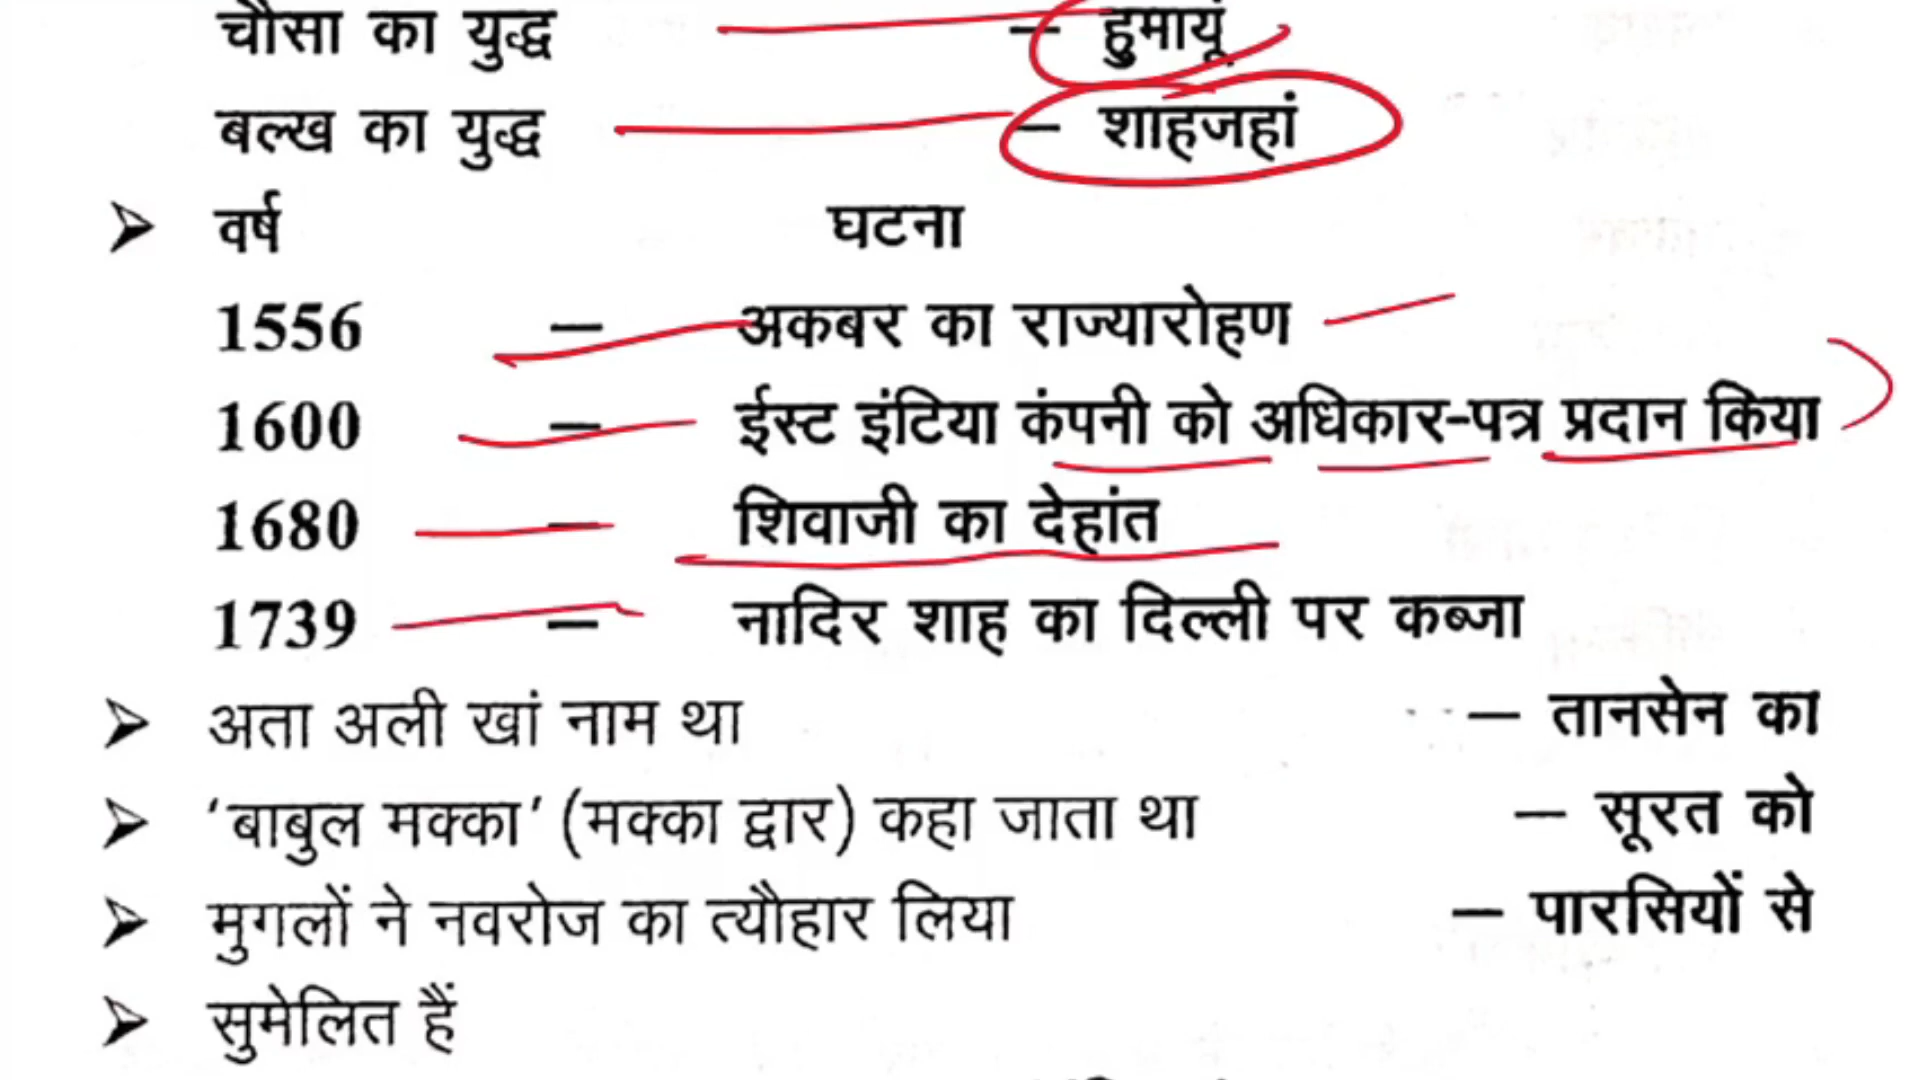 चौसा का युद्ध – हुमायूं
बल्ख का युद्ध – शाहजहां
➢ वर्ष घटना
1556 – अकबर का राज्यारोहण
1600 – ईस्ट इंटिया कंपनी को अधिकार-पत्र प्रदान किया
1680 – शिवाजी का देहांत
1739 – नादिर शाह का दिल्ली पर कब्जा
➢ अता अली खां नाम था – तानसेन का
➢ ‘बाबुल मक्का’ (मक्का द्वार) कहा जाता था – सूरत को
➢ मुगलों ने नवरोज का त्यौहार लिया – पारसियों से
➢ सुमेलित हैं